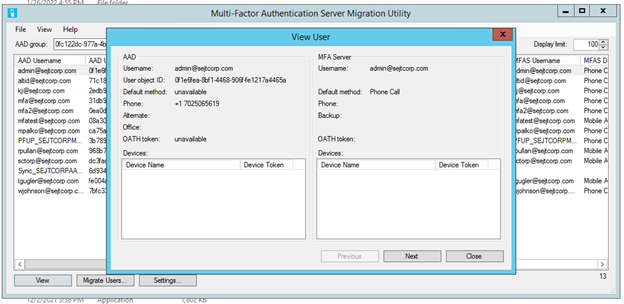 1/26/2022 4:55 PM File folder
Multi-Factor Authentication Server Migration Utility
File View Help
AAD group: 0fc122dc-977a-4b
Display limit: 100
View User
AAD
Username: admin@sejtcorp.com
User object ID: 0f1e6fea-8bf1-4468-906f-fe1217a4465a
Default method: unavailable
Phone: +1 7025065619
Alternate:
Office:
OATH token: unavailable
Devices:
Device Name Device Token
MFA Server
Username: admin@sejtcorp.com
Default method: Phone Call
Phone:
Backup:
OATH token:
Devices:
Device Name Device Token
Previous Next Close
AAD Username AAD U
admin@sejtcorp.com 0f1e6
altid@sejtcorp.com 71c18
kj@sejtcorp.com 2edb9
mfa@sejtcorp.com 31db9
mfa2@sejtcorp.com 0ea0d
mfatest@sejtcorp.com 08a30
mpalko@sejtcorp.com ca75a
PFUP_SEJTCORPM... 3b789
rpullan@sejtcorp.com 968b7
sctorp@sejtcorp.com dc3fac
Sync_SEJTCORPAA... 6d934
tgugler@sejtcorp.com fe004
wjohnson@sejtcorp.c... 7bfc3
MFAS Username MFAS D
admin@sejtcorp.com Phone C
altid@sejtcorp.com Phone C
kj@sejtcorp.com Phone C
mfa@sejtcorp.com Phone C
mfa2@sejtcorp.com Phone C
mfatest@sejtcorp.com Mobile A
mpalko@sejtcorp.com Phone C
PFUP_SEJTCORPM... Phone C
rpullan@sejtcorp.com Mobile A
sctorp@sejtcorp.com Phone C
tgugler@sejtcorp.com Mobile A
wjohnson@sejtcorp.... Phone C
View Migrate Users... Settings...
13
12/2/2021 3:38 PM Application 1,802 KB